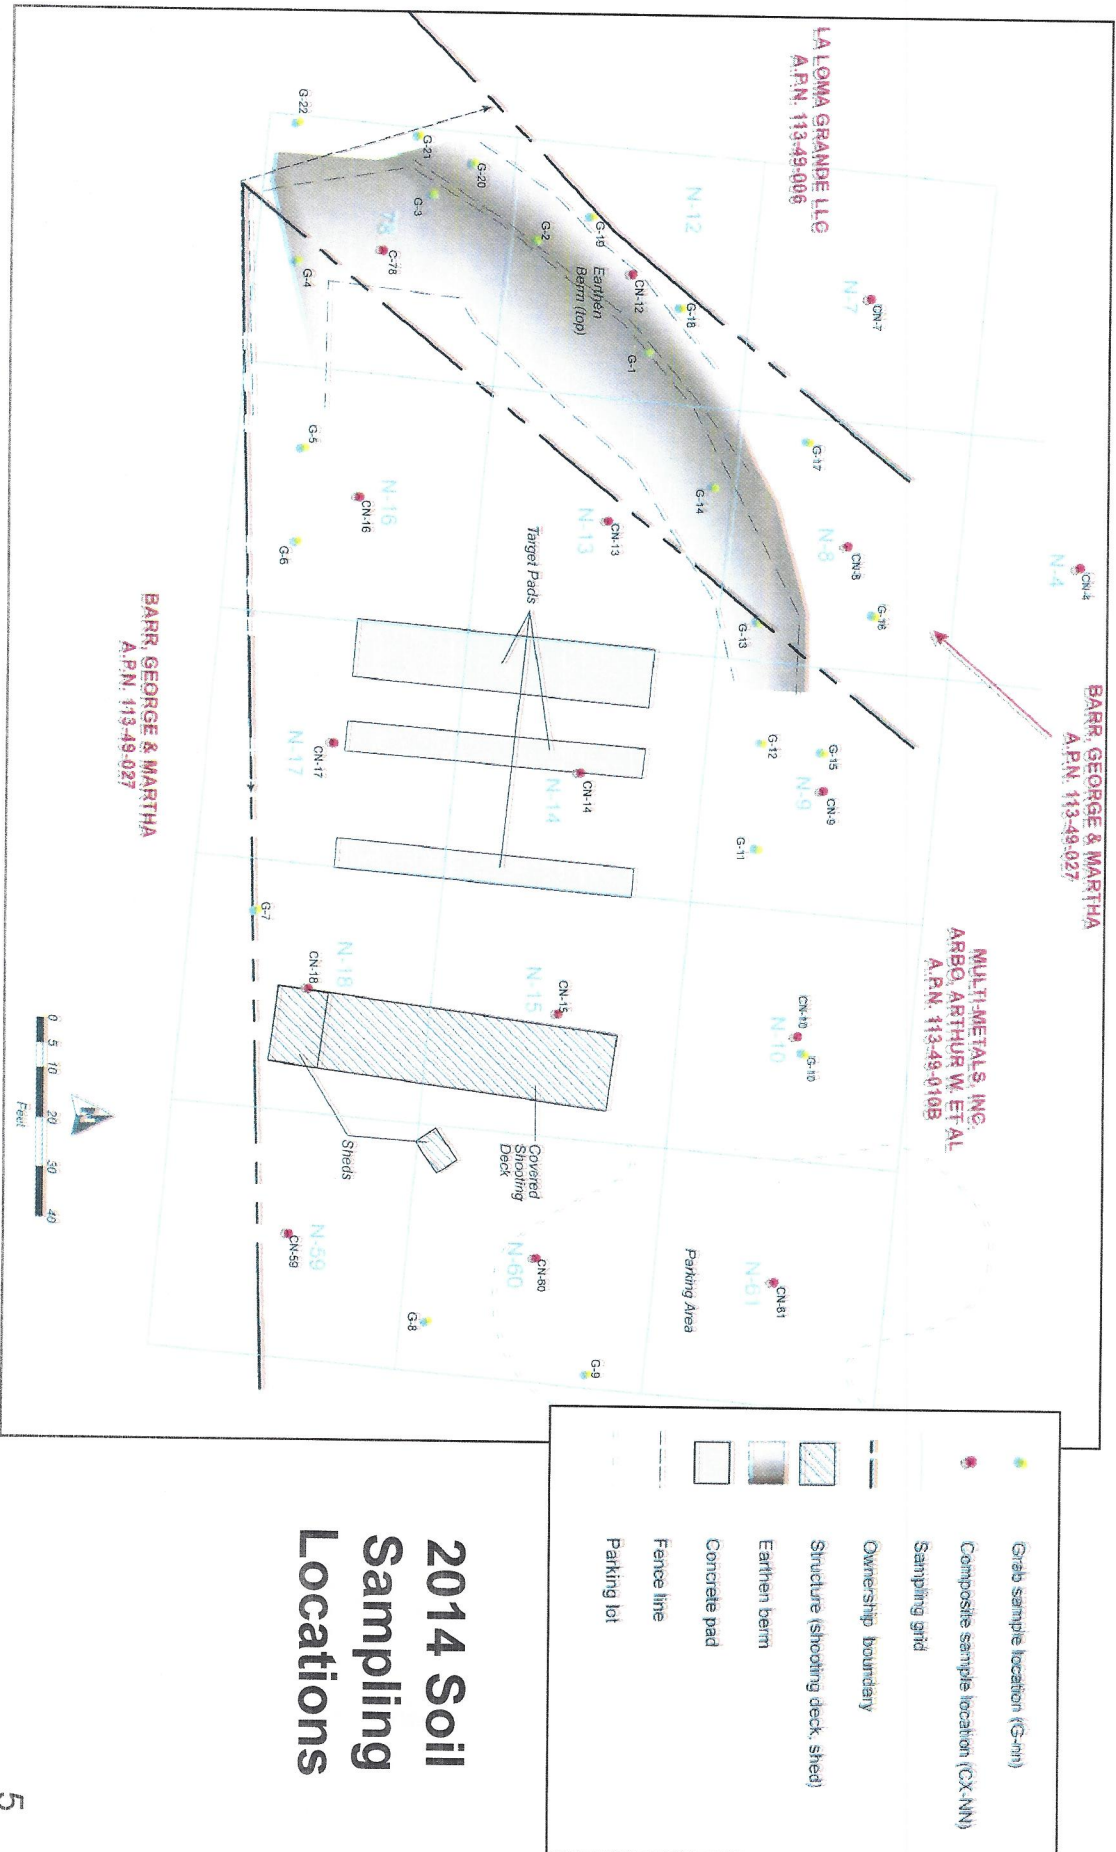 LA LOMA GRANDE LLC
A.P.N. 113-49-006
BARR, GEORGE & MARTHA
A.P.N. 113-49-027
MULTI-METALS, INC.
ARBO, ARTHUR W. ET AL
A.P.N. 113-49-010B
BARR, GEORGE & MARTHA
A.P.N. 113-49-027
CN-4
N-4
CN-7
N-7
CN-8
N-8
G-16
G-17
G-15
CN-9
N-9
G-12
G-11
CN-10
G-10
N-10
CN-61
N-61
Parking Area
N-12
G-18
CN-12
G-19
G-20
G-21
G-22
Earthen
Berm (top)
G-1
G-2
G-3
G-4
C-78
78
G-14
G-13
CN-13
N-13
Target Pads
CN-14
N-14
CN-15
N-15
Covered
Shooting
Deck
CN-60
N-60
G-9
G-8
G-5
CN-16
N-16
G-6
CN-17
N-17
G-7
CN-18
N-18
Sheds
CN-59
N-59
0 5 10 20 30 40
Feet
N
Grab sample location (G-nn)
Composite sample location (CX-NN)
Sampling grid
Ownership boundary
Structure (shooting deck, shed)
Earthen berm
Concrete pad
Fence line
Parking lot
2014 Soil
Sampling
Locations
5